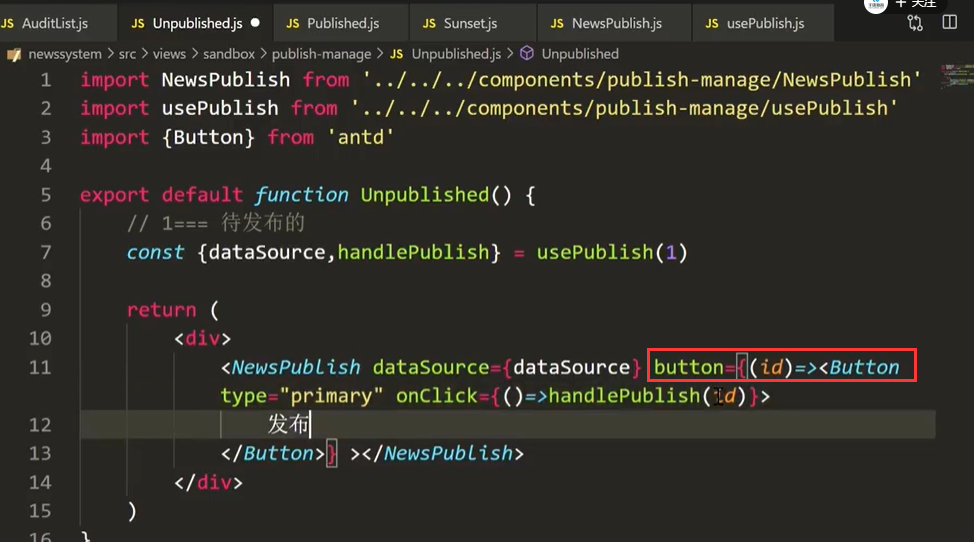 + 关注
JS AuditList.js JS Unpublished.js ● JS Published.js JS Sunset.js JS NewsPublish.js JS usePublish.js
newssystem > src > views > sandbox > publish-manage > JS Unpublished.js > Unpublished
1 import NewsPublish from '../../../components/publish-manage/NewsPublish'
2 import usePublish from '../../../components/publish-manage/usePublish'
3 import {Button} from 'antd'
4
5 export default function Unpublished() {
6 // 1=== 待发布的
7 const {dataSource,handlePublish} = usePublish(1)
8
9 return (
10 <div>
11 <NewsPublish dataSource={dataSource} button={(id)=><Button
type="primary" onClick={()=>handlePublish(id)}>
12 发布
13 </Button>} ></NewsPublish>
14 </div>
15 )
16 }